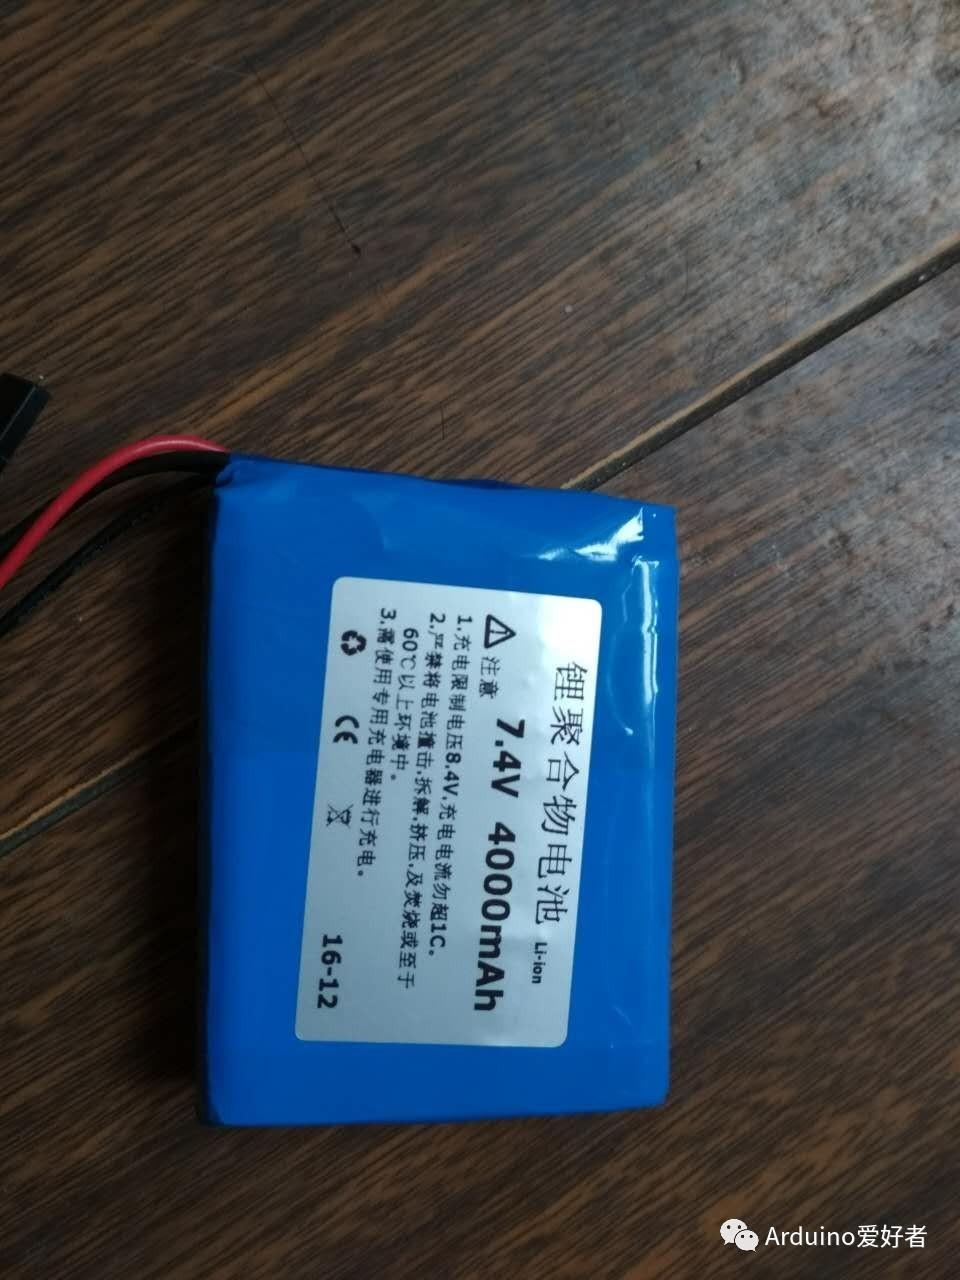 锂聚合物电池 Li-ion
7.4V 4000mAh
注意
1.充电限制电压8.4V,充电电流勿超1C。
2.严禁将电池撞击,拆解,挤压,及焚烧或至于
60℃以上环境中。
3.需使用专用充电器进行充电。
CE
16-12
Arduino爱好者